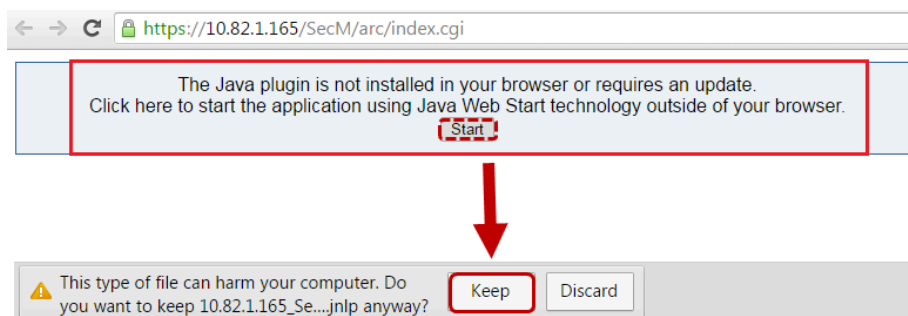 https://10.82.1.165/SecM/arc/index.cgi
The Java plugin is not installed in your browser or requires an update.
Click here to start the application using Java Web Start technology outside of your browser.
Start
This type of file can harm your computer. Do
you want to keep 10.82.1.165_Se....jnlp anyway?
Keep
Discard